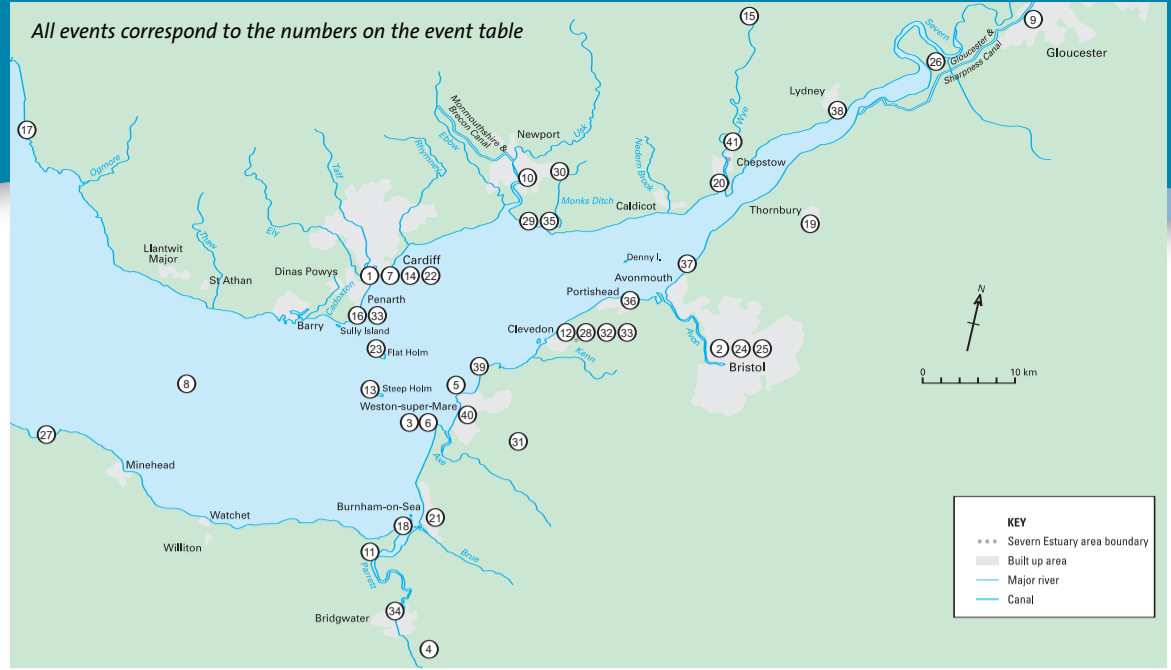 All events correspond to the numbers on the event table
15
9
Gloucester
Severn
Gloucester &
Sharpness Canal
26
Lydney
38
17
Ogmore
Taff
Rhymney
Monmouthshire &
Brecon Canal
Ebbw
Newport
Usk
10
30
Monks Ditch
29
35
Nedern Brook
Caldicot
Wye
41
Chepstow
20
Thornbury
19
Llantwit
Major
Thaw
St Athan
Ely
Dinas Powys
Cadoxton
Cardiff
1
7
14
22
Penarth
16
33
Barry
Sully Island
23
Flat Holm
Denny I.
37
Avonmouth
Portishead
36
Clevedon
12
28
32
33
Kenn
Avon
2
24
25
Bristol
N
0
10 km
8
13
Steep Holm
39
5
Weston-super-Mare
3
6
40
31
Axe
27
Minehead
Watchet
Williton
Burnham-on-Sea
18
21
11
Parrett
Brue
Bridgwater
34
4
KEY
Severn Estuary area boundary
Built up area
Major river
Canal